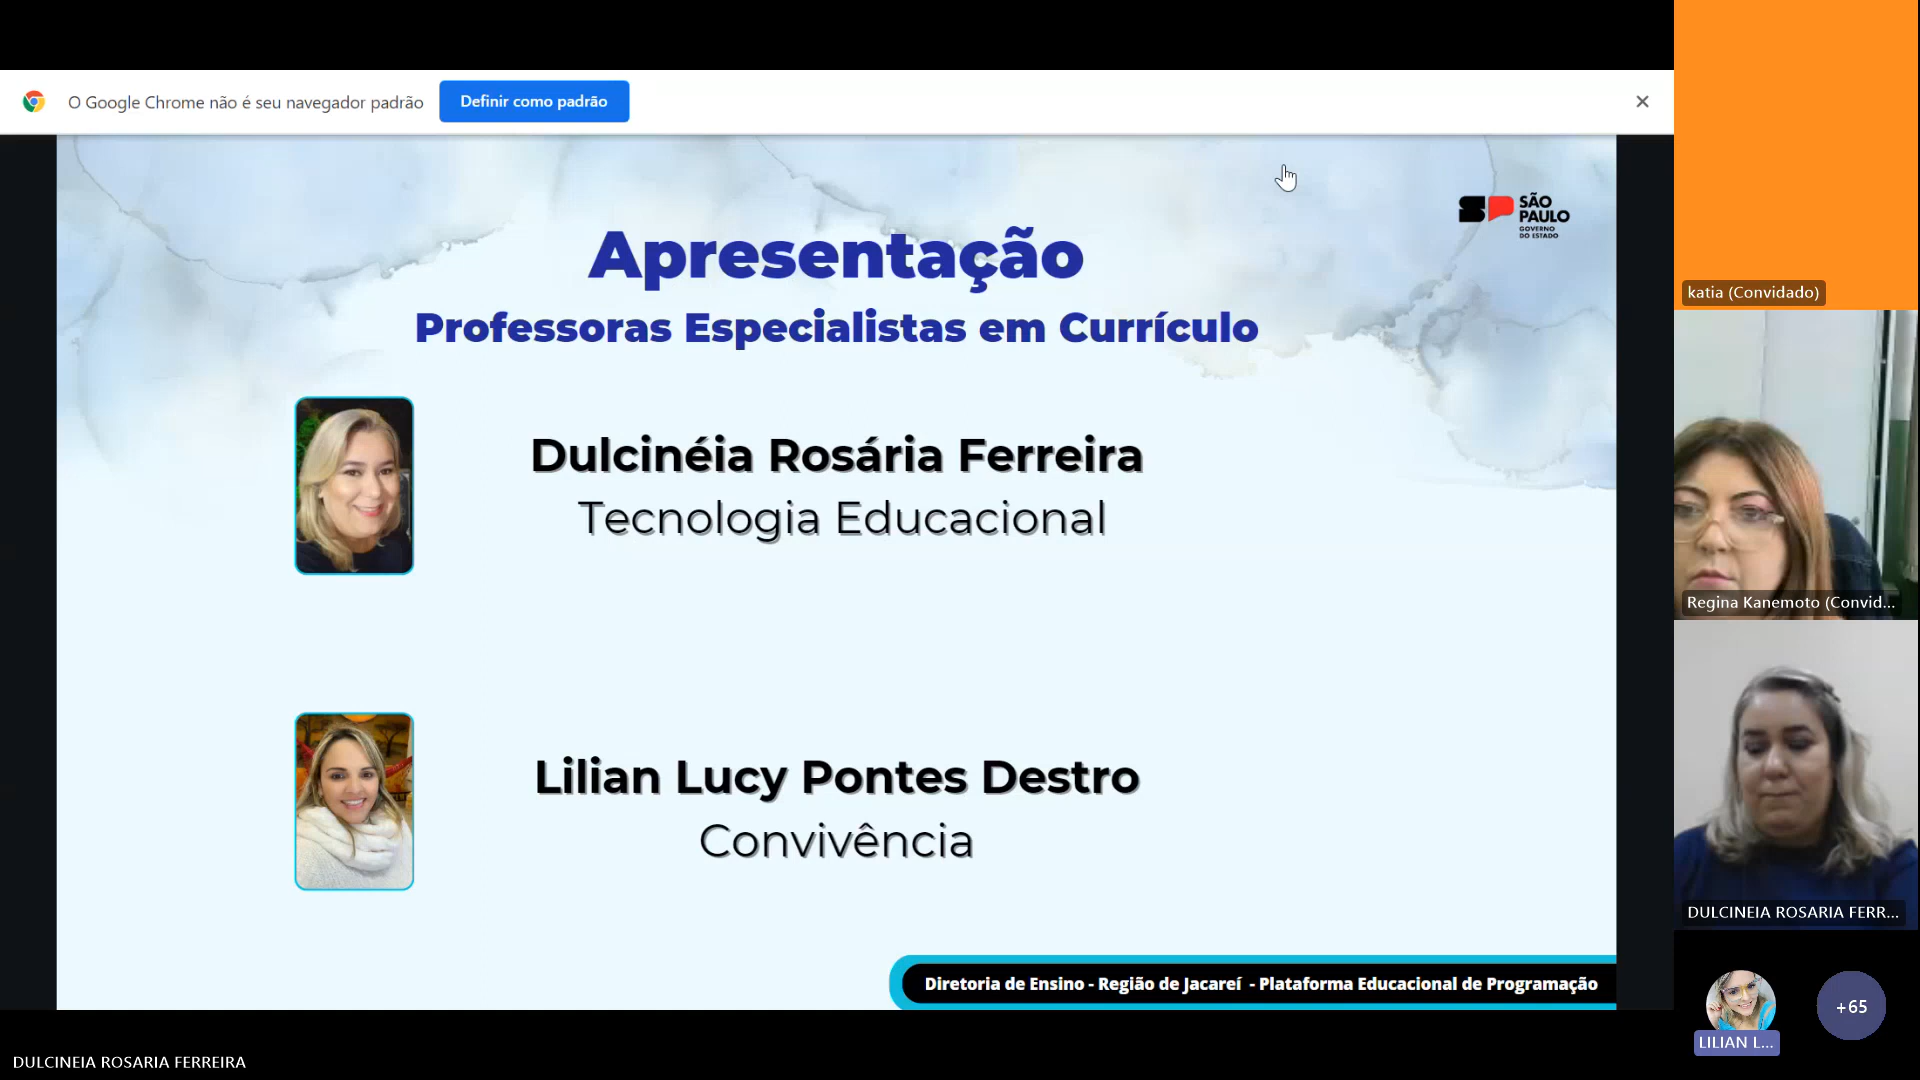 O Google Chrome não é seu navegador padrão
Definir como padrão
SÃO
PAULO
GOVERNO
DO ESTADO
Apresentação
Professoras Especialistas em Currículo
Dulcinéia Rosária Ferreira
Tecnologia Educacional
Lilian Lucy Pontes Destro
Convivência
Diretoria de Ensino - Região de Jacareí - Plataforma Educacional de Programação
katia (Convidado)
Regina Kanemoto (Convid...
DULCINEIA ROSARIA FERR...
LILIAN L...
+65
DULCINEIA ROSARIA FERREIRA